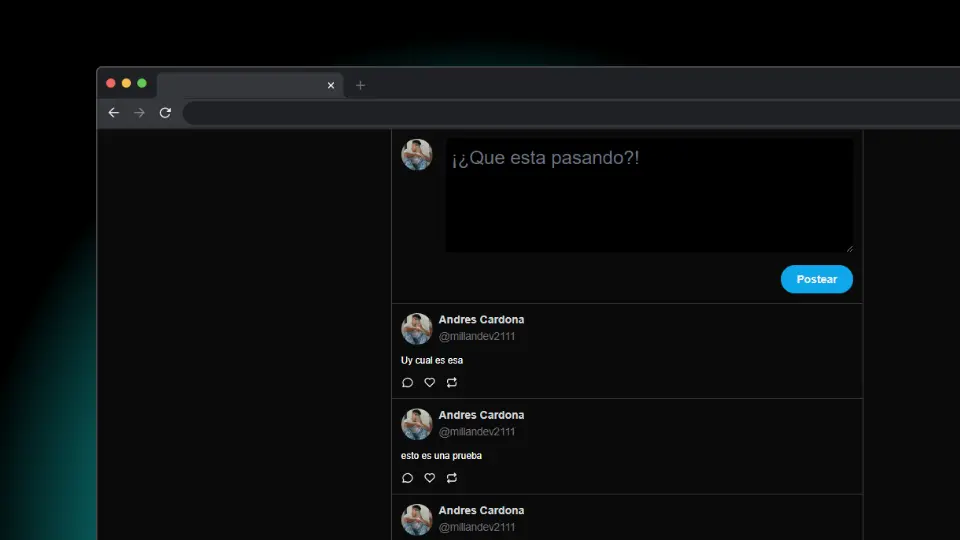 ¡¿Que esta pasando?!
Postear
Andres Cardona
@millandev2111
Uy cual es esa
Andres Cardona
@millandev2111
esto es una prueba
Andres Cardona
@millandev2111